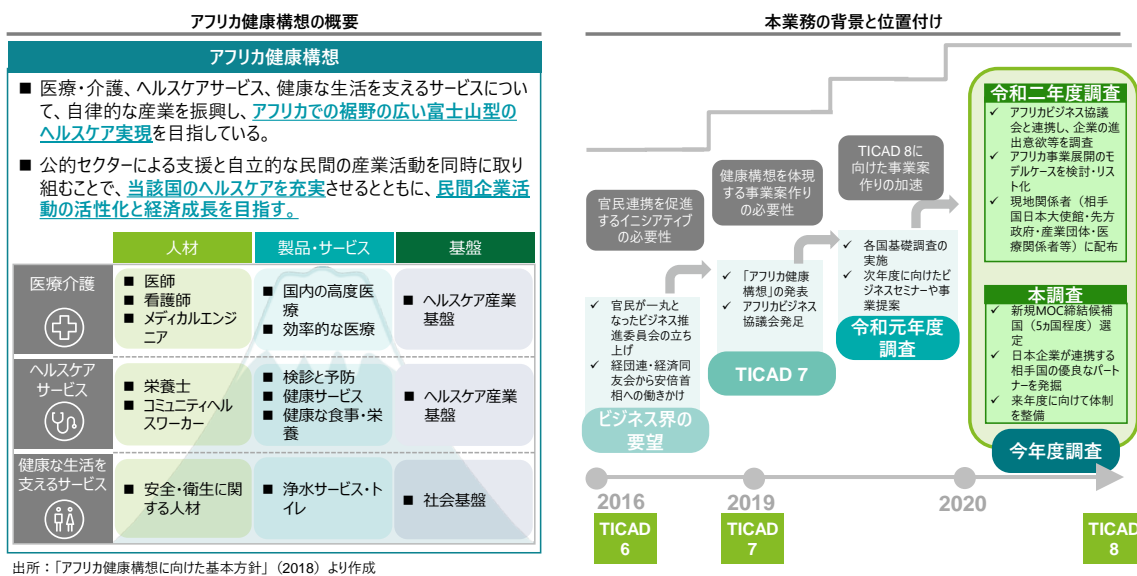 アフリカ健康構想の概要
アフリカ健康構想
■ 医療・介護、ヘルスケアサービス、健康な生活を支えるサービスについ
て、自律的な産業を振興し、アフリカでの裾野の広い富士山型の
ヘルスケア実現を目指している。
■ 公的セクターによる支援と自立的な民間の産業活動を同時に取り
組むことで、当該国のヘルスケアを充実させるとともに、民間企業活
動の活性化と経済成長を目指す。
人材
製品・サービス
基盤
医療介護
■ 医師
■ 看護師
■ メディカルエンジ
ニア
■ 国内の高度医
療
■ 効率的な医療
■ ヘルスケア産業
基盤
ヘルスケア
サービス
■ 栄養士
■ コミュニティヘル
スワーカー
■ 検診と予防
■ 健康サービス
■ 健康な食事・栄
養
■ ヘルスケア産業
基盤
健康な生活を
支えるサービス
■ 安全・衛生に関
する人材
■ 浄水サービス・ト
イレ
■ 社会基盤
出所：「アフリカ健康構想に向けた基本方針」（2018）より作成
本業務の背景と位置付け
官民連携を促進
するイニシアティブ
の必要性
✓ 官民が一丸と
なったビジネス推
進委員会の立ち
上げ
✓ 経団連・経済同
友会から安倍首
相への働きかけ
ビジネス界の
要望
健康構想を体現
する事業案作り
の必要性
✓ 「アフリカ健康
構想」の発表
✓ アフリカビジネス
協議会発足
TICAD 7
TICAD 8に
向けた事業案
作りの加速
✓ 各国基礎調査の
実施
✓ 次年度に向けたビ
ジネスセミナーや事
業提案
令和元年度
調査
令和二年度調査
✓ アフリカビジネス協議
会と連携し、企業の進
出意欲等を調査
✓ アフリカ事業展開のモ
デルケースを検討・リス
ト化
✓ 現地関係者（相手
国日本大使館・先方
政府・産業団体・医
療関係者等）に配布
本調査
✓ 新規MOC締結候補
国（5ヵ国程度）選
定
✓ 日本企業が連携する
相手国の優良なパート
ナーを発掘
✓ 来年度に向けて体制
を整備
今年度調査
2016
2019
2020
TICAD
6
TICAD
7
TICAD
8